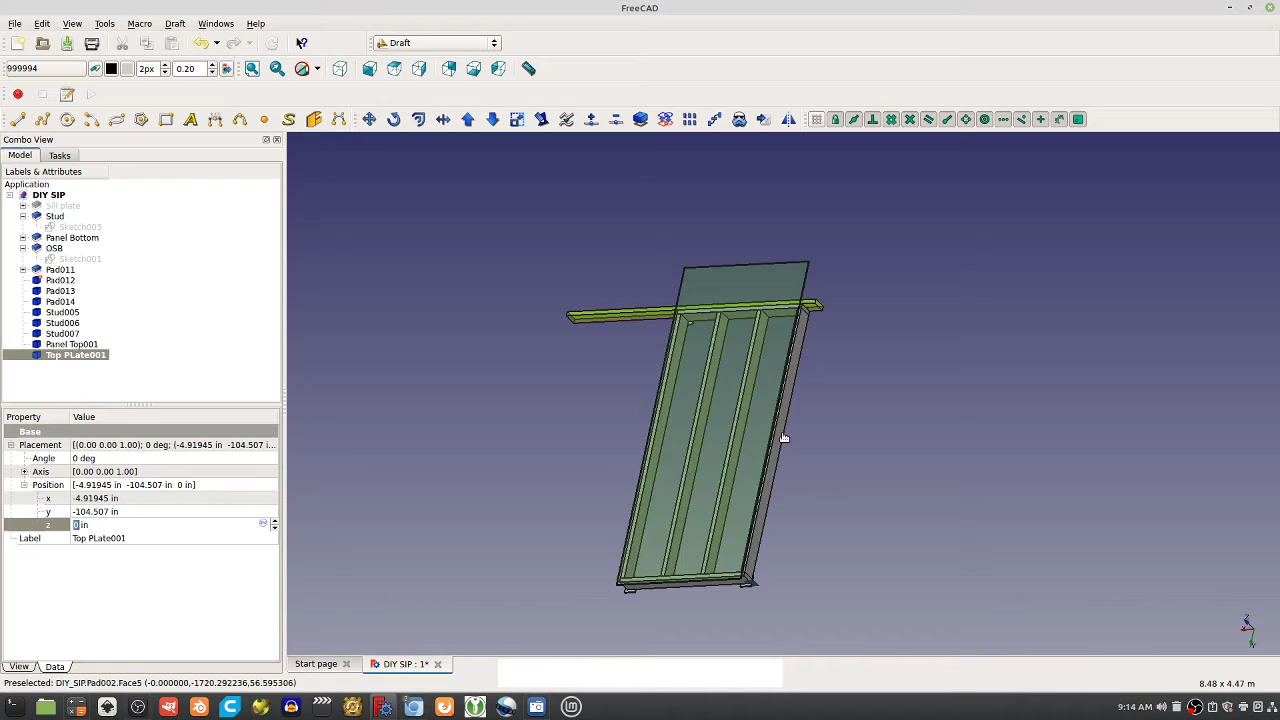 FreeCAD
File Edit View Tools Macro Draft Windows Help
Draft
999994 2px 0.20
Combo View
Model Tasks
Labels & Attributes
Application
DIY SIP
Sill plate
Stud
Sketch003
Panel Bottom
OSB
Sketch001
Pad011
Pad012
Pad013
Pad014
Stud005
Stud006
Stud007
Panel Top001
Top PLate001
Property Value
Base
Placement [(0.00 0.00 1.00); 0 deg; (-4.91945 in -104.507 i...
Angle 0 deg
Axis [0.00 0.00 1.00]
Position [-4.91945 in -104.507 in 0 in]
x -4.91945 in
y -104.507 in
z 0 in
Label Top PLate001
View Data
Start page DIY SIP : 1*
Preselected: DIY_SIP.Pad002.Face5 (-0.000000,-1720.292236,56.595306)
8.48 x 4.47 m
9:14 AM